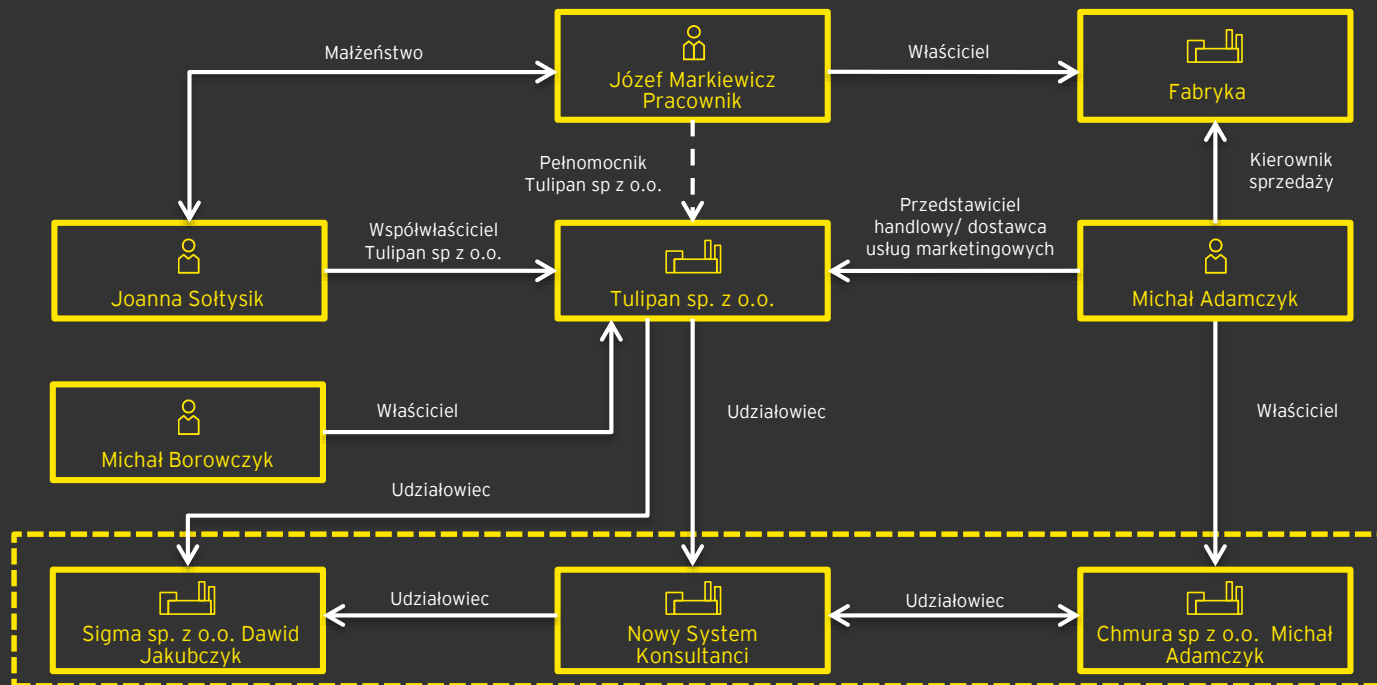 Małżeństwo
Józef Markiewicz
Pracownik
Właściciel
Fabryka
Pełnomocnik
Tulipan sp z o.o.
Kierownik
sprzedaży
Współwłaściciel
Tulipan sp z o.o.
Przedstawiciel
handlowy/ dostawca
usług marketingowych
Joanna Sołtysik
Tulipan sp. z o.o.
Michał Adamczyk
Michał Borowczyk
Właściciel
Udziałowiec
Właściciel
Udziałowiec
Sigma sp. z o.o. Dawid
Jakubczyk
Udziałowiec
Nowy System
Konsultanci
Udziałowiec
Chmura sp z o.o. Michał
Adamczyk